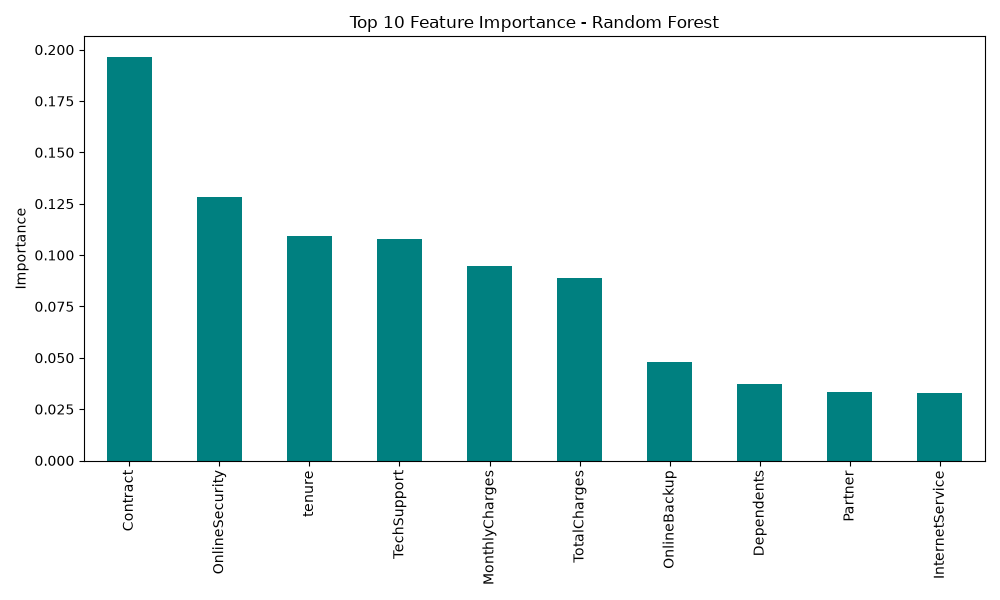 Top 10 Feature Importance - Random Forest
Importance
0.200
0.175
0.150
0.125
0.100
0.075
0.050
0.025
0.000
Contract
OnlineSecurity
tenure
TechSupport
MonthlyCharges
TotalCharges
OnlineBackup
Dependents
Partner
InternetService